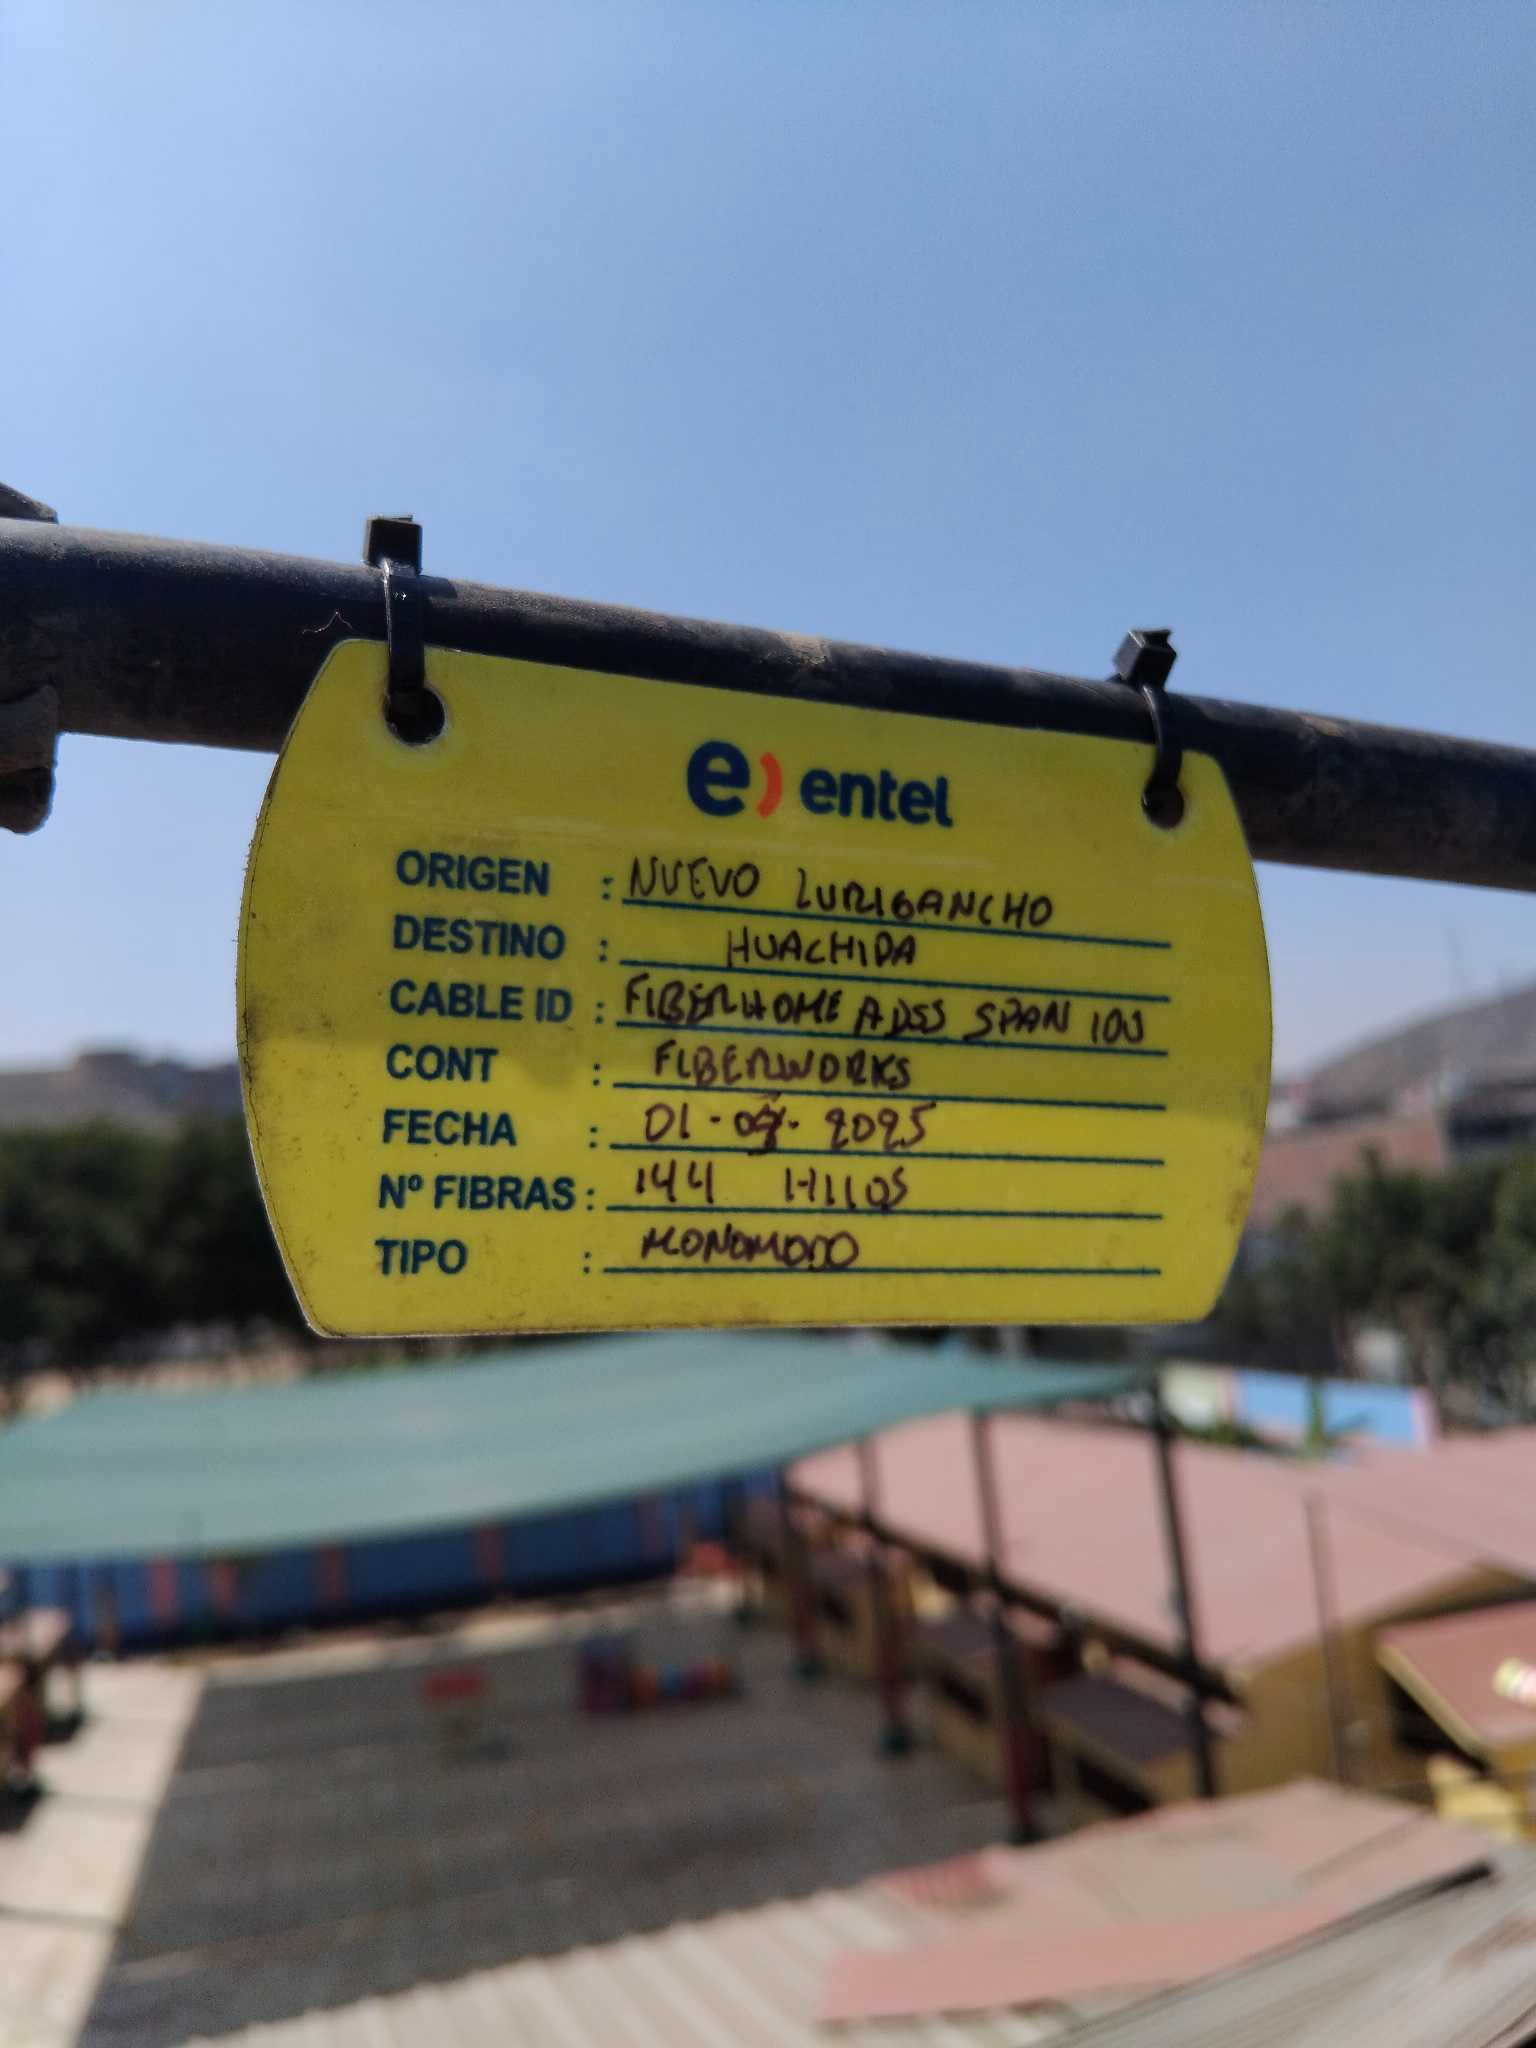 e) entel
ORIGEN : NUEVO LURIGANCHO
DESTINO : HUACHIPA
CABLE ID : FIBERHOME ADSS SPAN 100
CONT : FIBERWORKS
FECHA : 01- - 2025
Nº FIBRAS : 144 HILOS
TIPO : MONOMODO